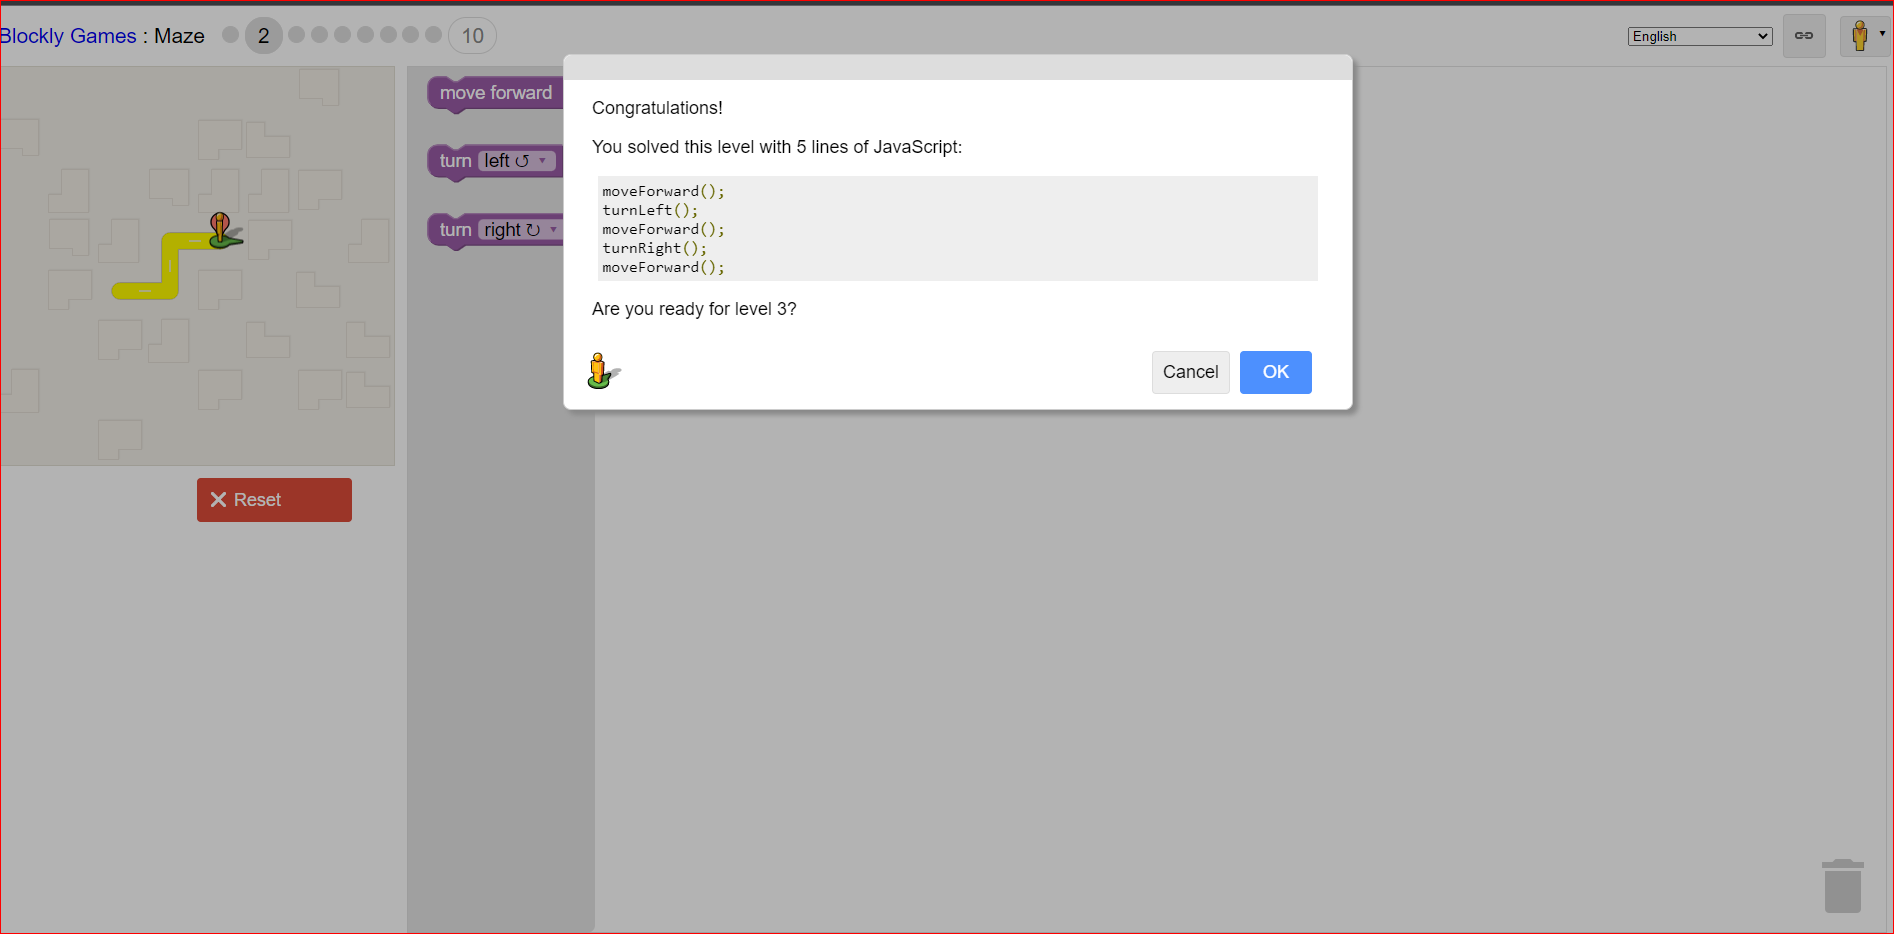 Blockly Games : Maze 2 10
English
move forward
turn left ↺ ▾
turn right ↻ ▾
Reset
Congratulations!
You solved this level with 5 lines of JavaScript:
moveForward();
turnLeft();
moveForward();
turnRight();
moveForward();
Are you ready for level 3?
Cancel
OK